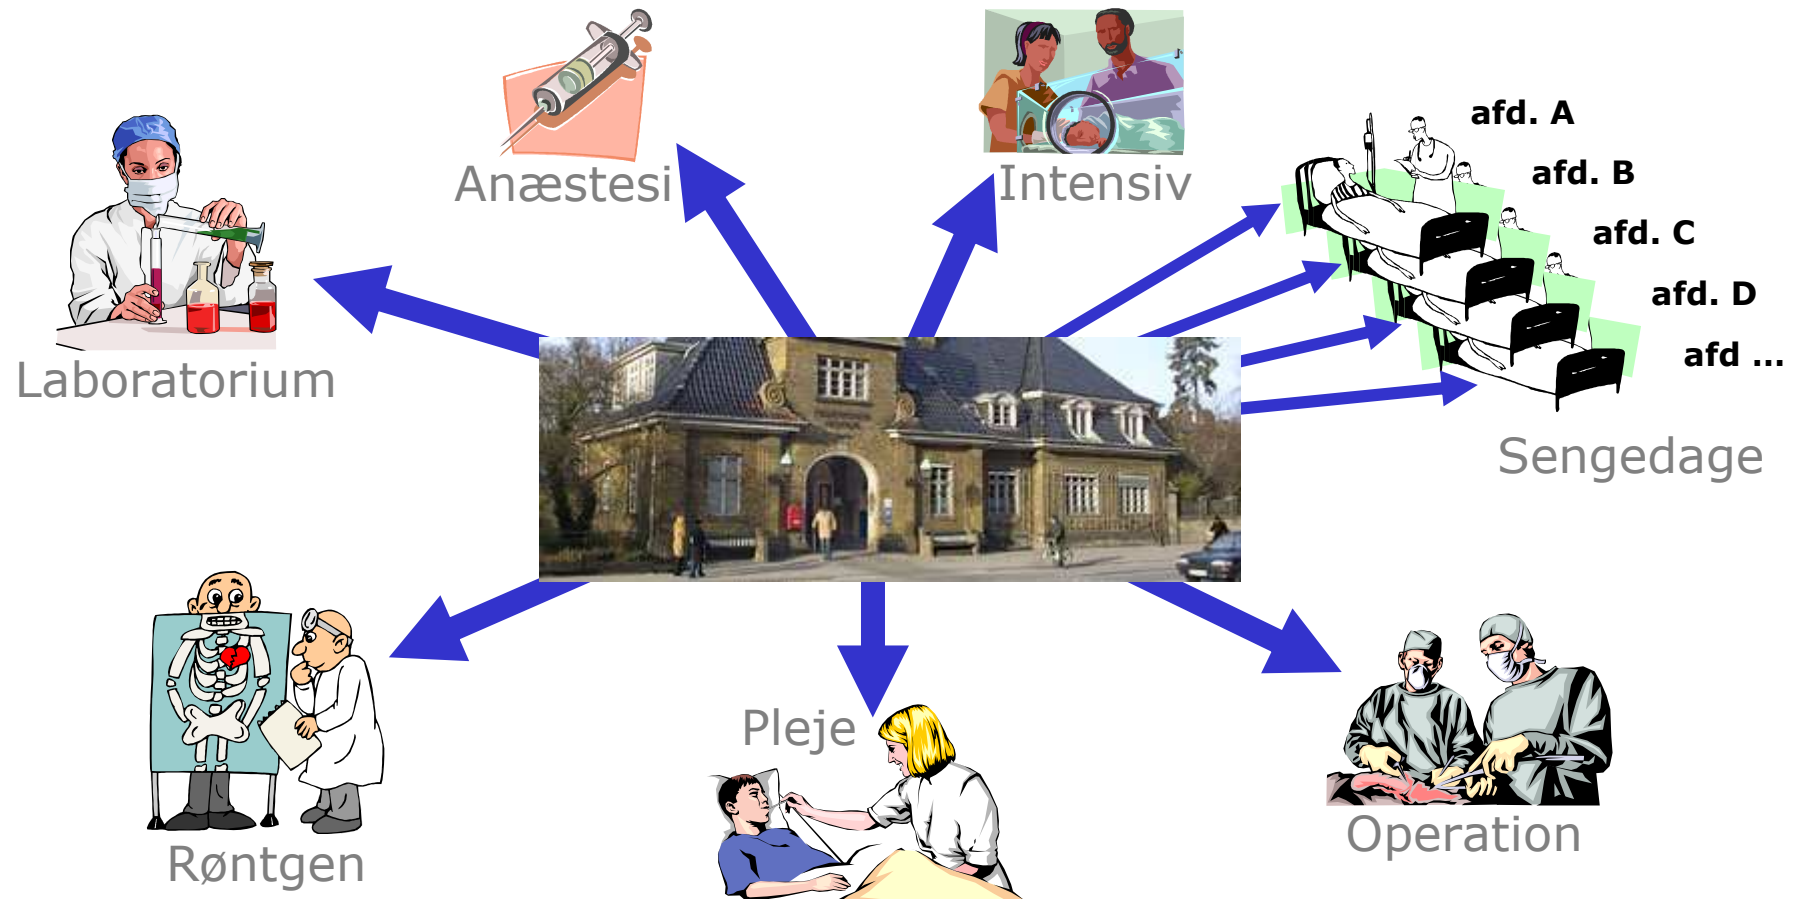 Anæstesi
Intensiv
afd. A
afd. B
afd. C
afd. D
afd ...
Sengedage
Laboratorium
Røntgen
Pleje
Operation